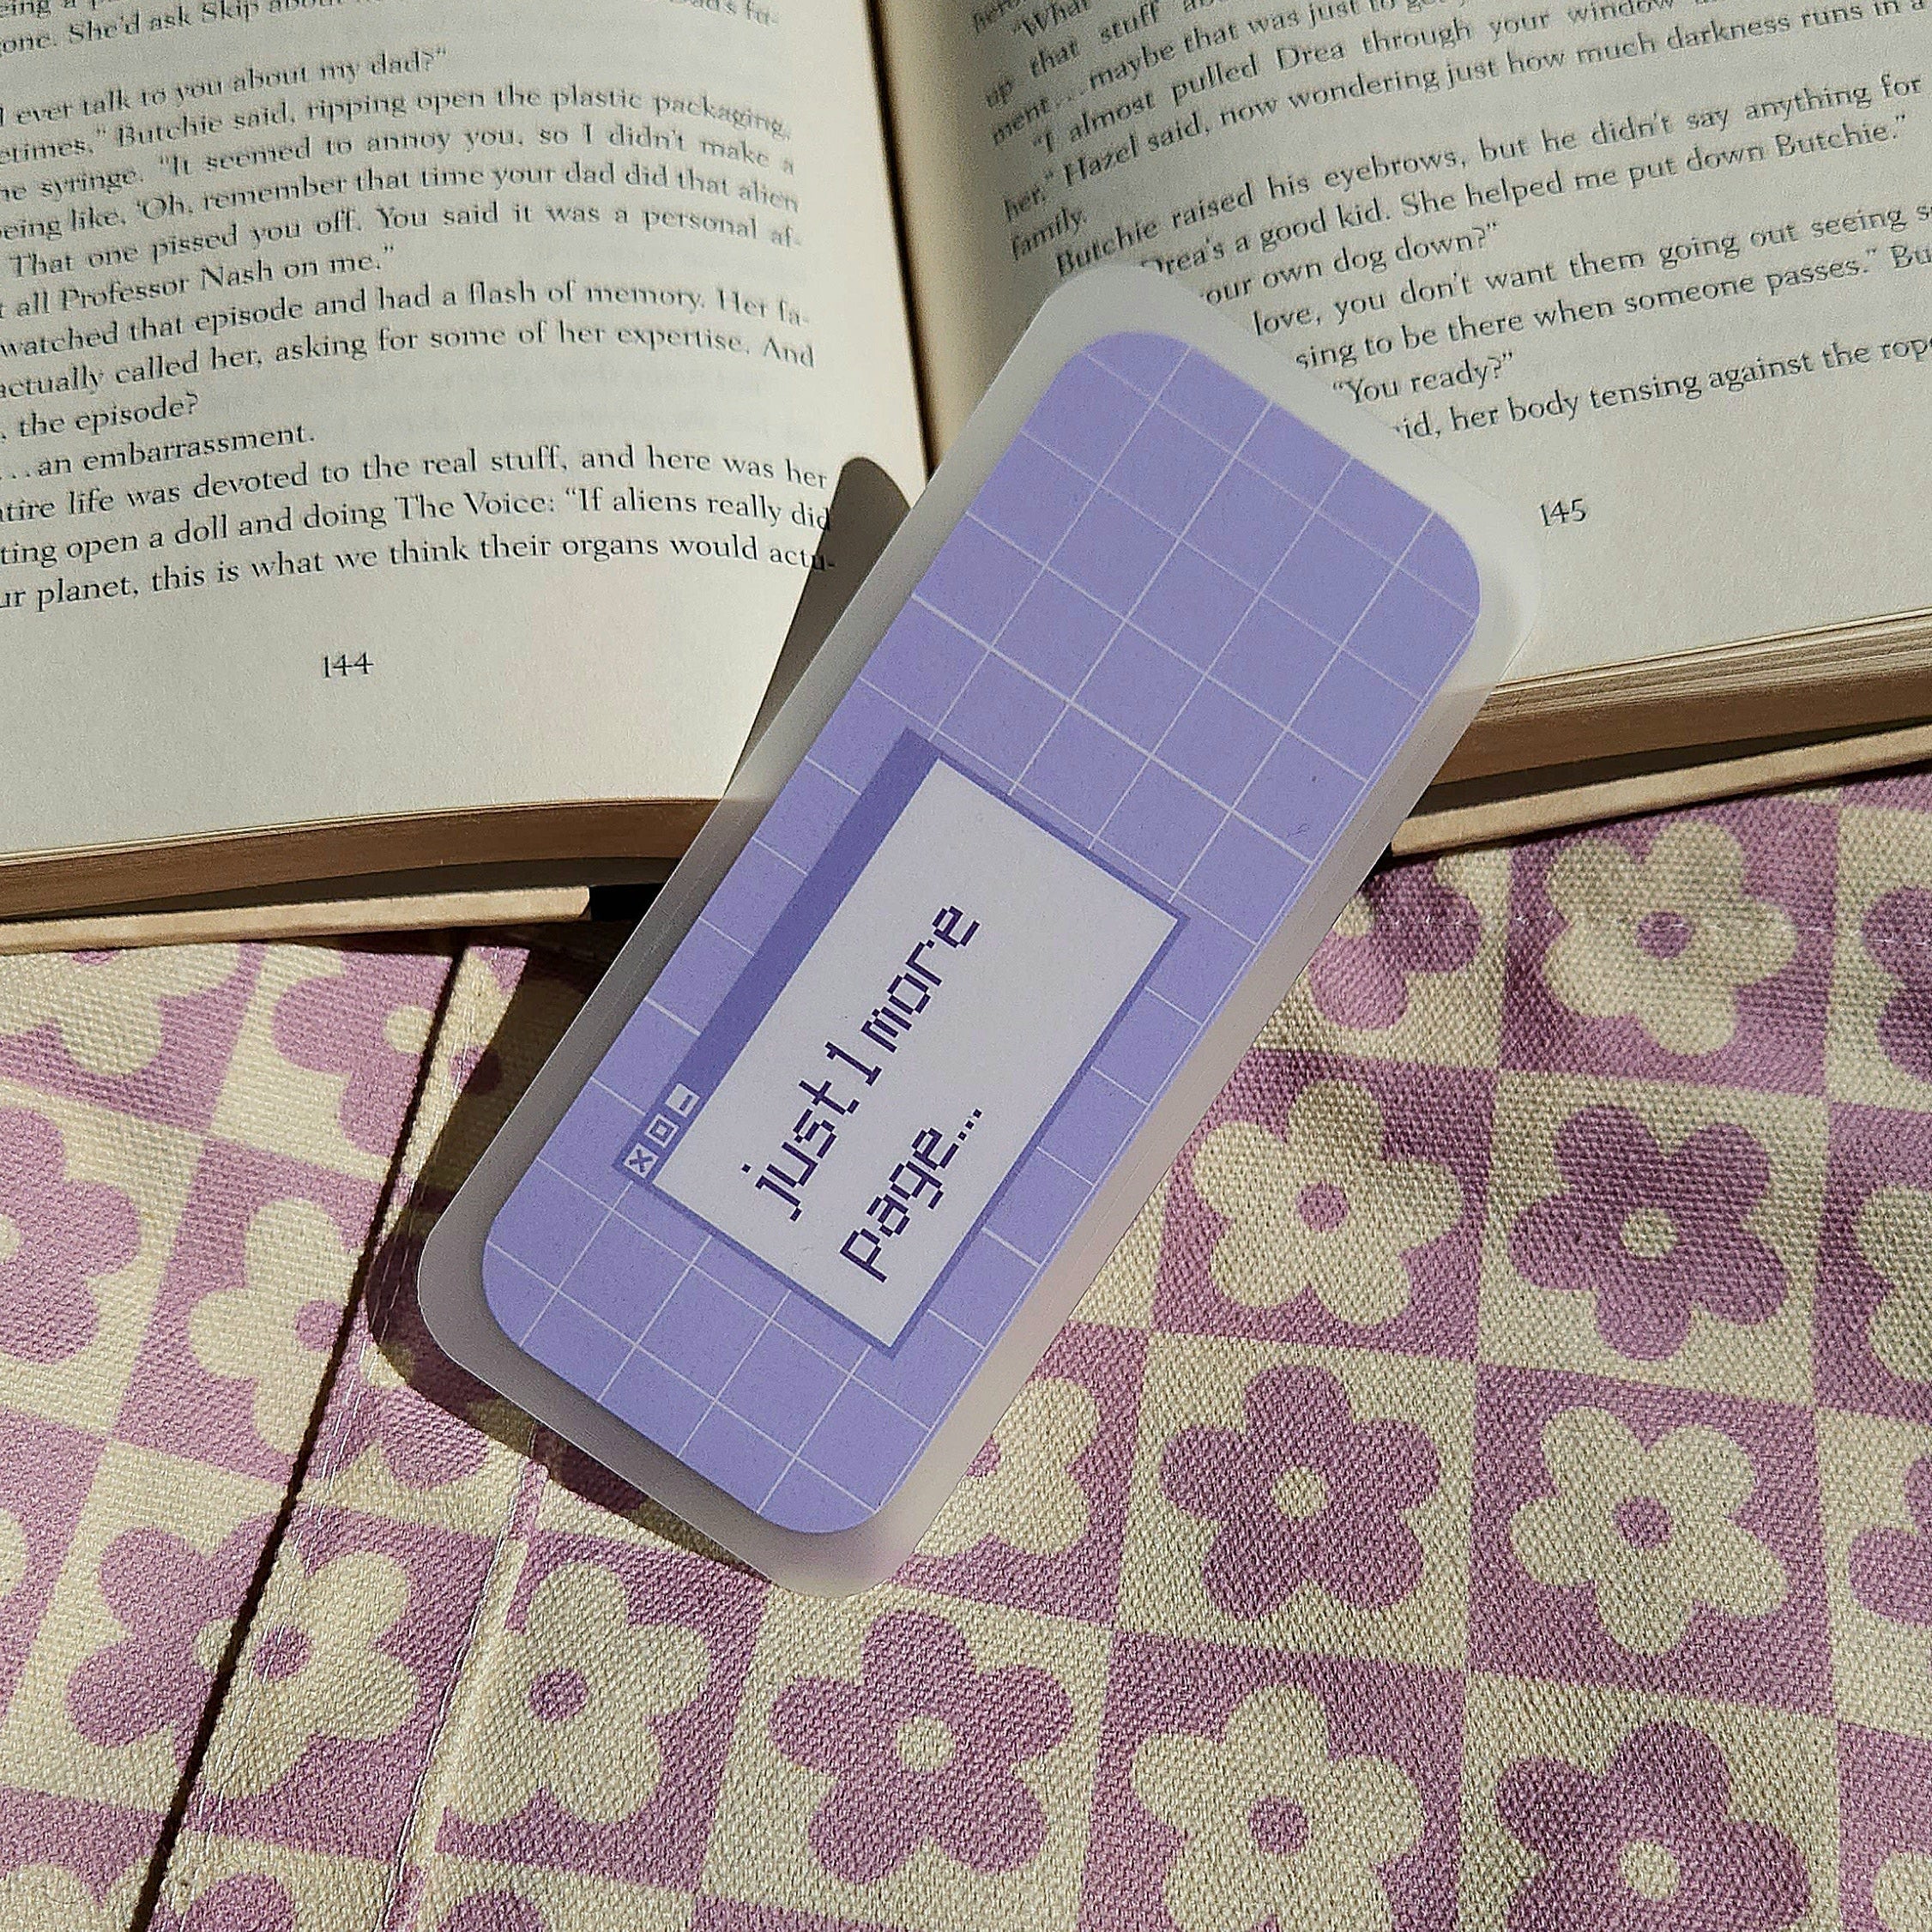 one. She'd ask Skip about
ever talk to you about my dad?"
etimes," Butchie said, ripping open the plastic packaging,
he syringe. "It seemed to annoy you, so I didn't make a
eing like, 'Oh, remember that time your dad did that alien
That one pissed you off. You said it was a personal af-
all Professor Nash on me."
watched that episode and had a flash of memory. Her fa-
actually called her, asking for some of her expertise. And
, the episode?
...an embarrassment.
tire life was devoted to the real stuff, and here was her
ting open a doll and doing The Voice: "If aliens really did
ur planet, this is what we think their organs would actu-
144
"What
up that stuff
ment...maybe that was just to
"I almost pulled Drea through your window
her," Hazel said, now wondering just how much darkness runs in a
family.
Butchie raised his eyebrows, but he didn't say anything for
Drea's a good kid. She helped me put down Butchie."
our own dog down?"
love, you don't want them going out seeing
sing to be there when someone passes." Bu
"You ready?"
id, her body tensing against the rope
145
just 1 more
page...